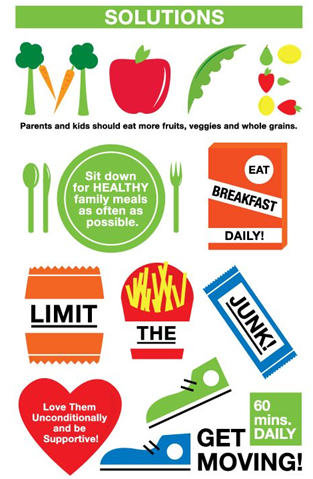 SOLUTIONS
Parents and kids should eat more fruits, veggies and whole grains.
Sit down
for HEALTHY
family meals
as often as
possible.
EAT
BREAKFAST
DAILY!
LIMIT
THE
JUNK!
Love Them
Unconditionally
and be
Supportive!
60
mins.
DAILY
GET
MOVING!